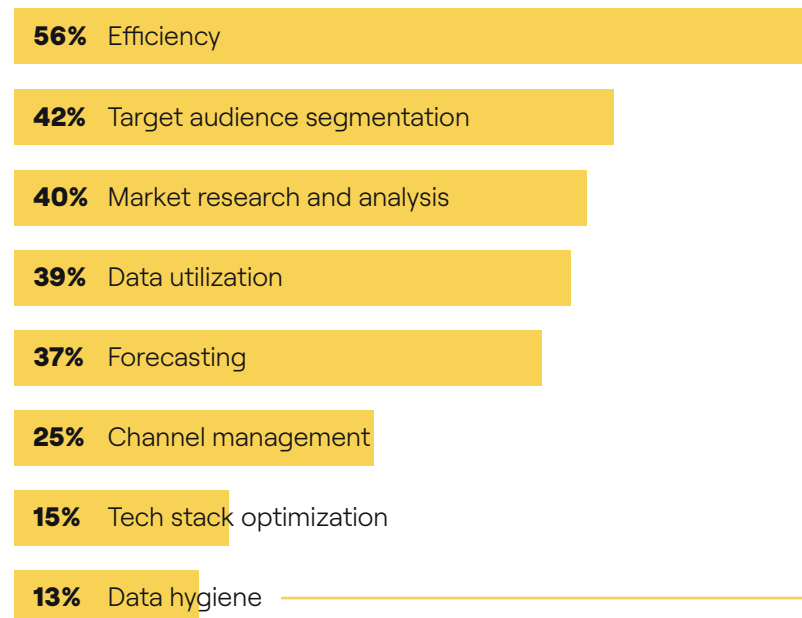 56% Efficiency
42% Target audience segmentation
40% Market research and analysis
39% Data utilization
37% Forecasting
25% Channel management
15% Tech stack optimization
13% Data hygiene